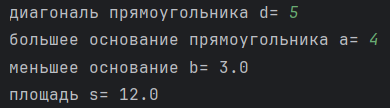 диагональ прямоугольника d= 5
большее основание прямоугольника a= 4
меньшее основание b= 3.0
площадь s= 12.0